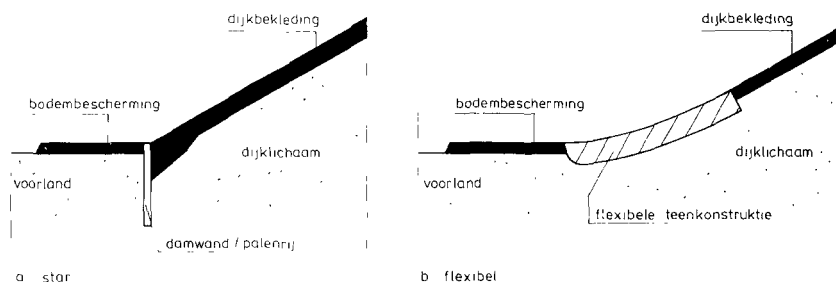 dijkbekleding
bodembescherming
voorland
dijklichaam
damwand / palenrij
a star
dijkbekleding
bodembescherming
voorland
dijklichaam
flexibele teenkonstruktie
b flexibel